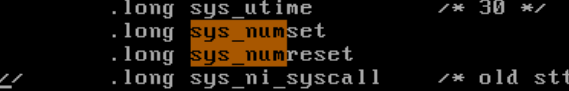 .long sys_utime /* 30 */
.long sys_numset
.long sys_numreset
// .long sys_ni_syscall /* old stt